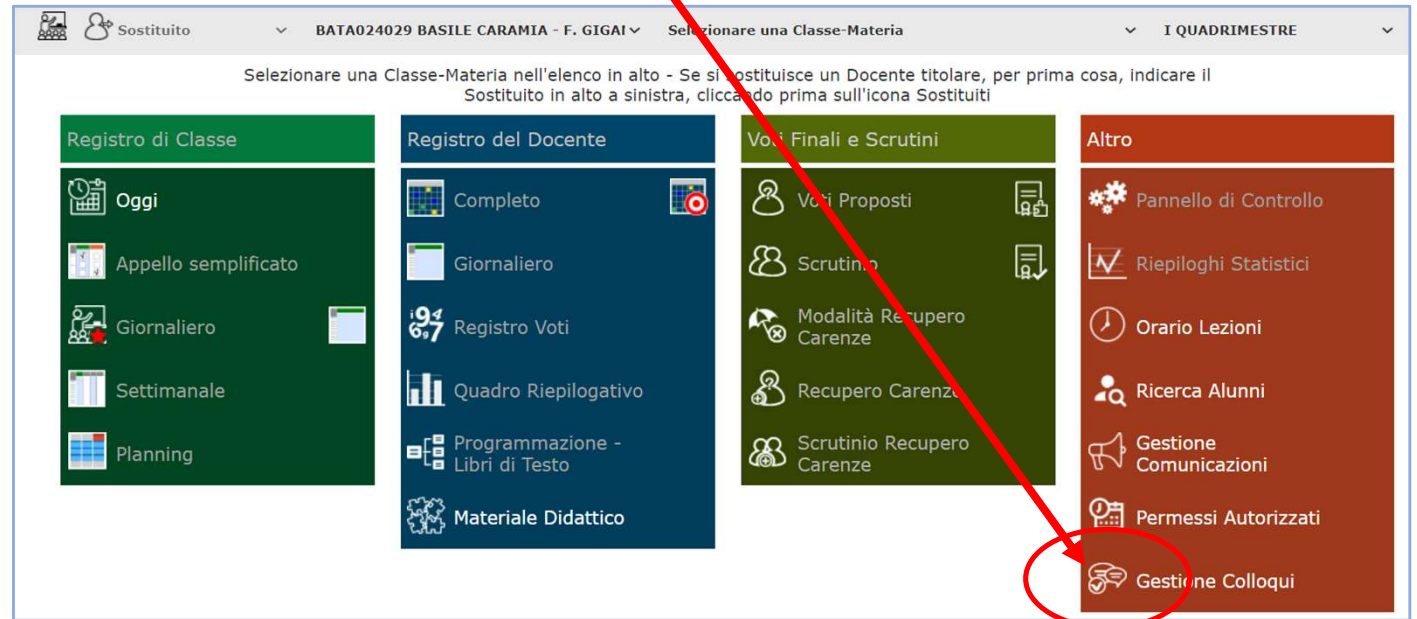 Sostituito
BATA024029 BASILE CARAMIA - F. GIGAI
Selezionare una Classe-Materia
I QUADRIMESTRE
Selezionare una Classe-Materia nell'elenco in alto - Se si sostituisce un Docente titolare, per prima cosa, indicare il
Sostituito in alto a sinistra, cliccando prima sull'icona Sostituiti
Registro di Classe
Oggi
Appello semplificato
Giornaliero
Settimanale
Planning
Registro del Docente
Completo
Giornaliero
Registro Voti
Quadro Riepilogativo
Programmazione -
Libri di Testo
Materiale Didattico
Voti Finali e Scrutini
Voti Proposti
Scrutinio
Modalità Recupero
Carenze
Recupero Carenze
Scrutinio Recupero
Carenze
Altro
Pannello di Controllo
Riepiloghi Statistici
Orario Lezioni
Ricerca Alunni
Gestione
Comunicazioni
Permessi Autorizzati
Gestione Colloqui